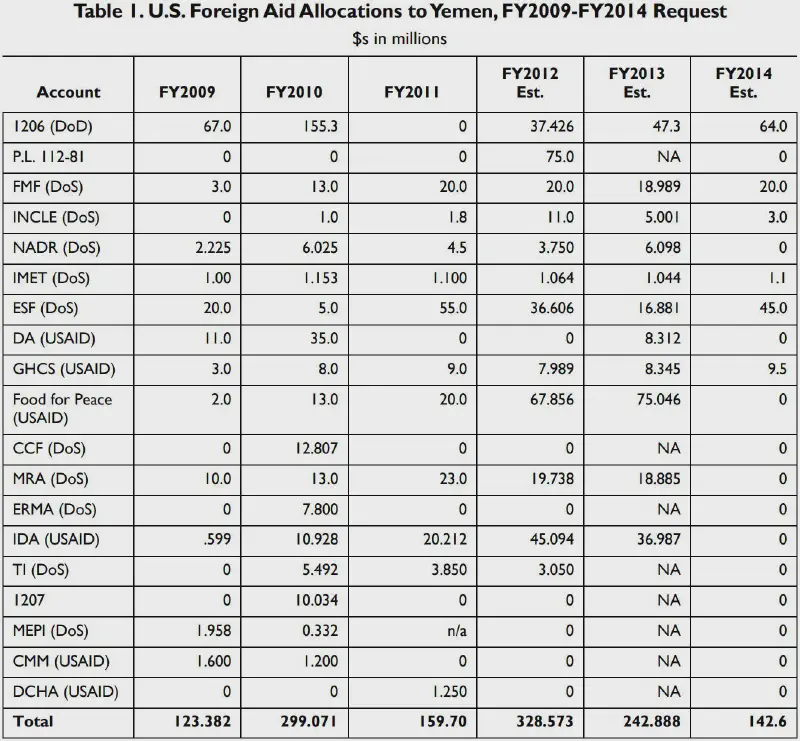 Table 1. U.S. Foreign Aid Allocations to Yemen, FY2009-FY2014 Request
$s in millions
Account FY2009 FY2010 FY2011 FY2012 Est. FY2013 Est. FY2014 Est.
1206 (DoD) 67.0 155.3 0 37.426 47.3 64.0
P.L. 112-81 0 0 0 75.0 NA 0
FMF (DoS) 3.0 13.0 20.0 20.0 18.989 20.0
INCLE (DoS) 0 1.0 1.8 11.0 5.001 3.0
NADR (DoS) 2.225 6.025 4.5 3.750 6.098 0
IMET (DoS) 1.00 1.153 1.100 1.064 1.044 1.1
ESF (DoS) 20.0 5.0 55.0 36.606 16.881 45.0
DA (USAID) 11.0 35.0 0 0 8.312 0
GHCS (USAID) 3.0 8.0 9.0 7.989 8.345 9.5
Food for Peace (USAID) 2.0 13.0 20.0 67.856 75.046 0
CCF (DoS) 0 12.807 0 0 NA 0
MRA (DoS) 10.0 13.0 23.0 19.738 18.885 0
ERMA (DoS) 0 7.800 0 0 NA 0
IDA (USAID) .599 10.928 20.212 45.094 36.987 0
TI (DoS) 0 5.492 3.850 3.050 NA 0
1207 0 10.034 0 0 NA 0
MEPI (DoS) 1.958 0.332 n/a 0 NA 0
CMM (USAID) 1.600 1.200 0 0 NA 0
DCHA (USAID) 0 0 1.250 0 NA 0
Total 123.382 299.071 159.70 328.573 242.888 142.6